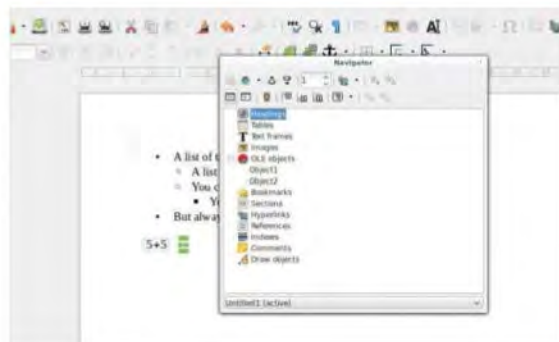 Navigator
1
Headings
Tables
Text frames
Images
OLE objects
Object1
Object2
Bookmarks
Sections
Hyperlinks
References
Indexes
Comments
Draw objects
A list of
A list
You
But alway
5+5
Untitled1 (active)